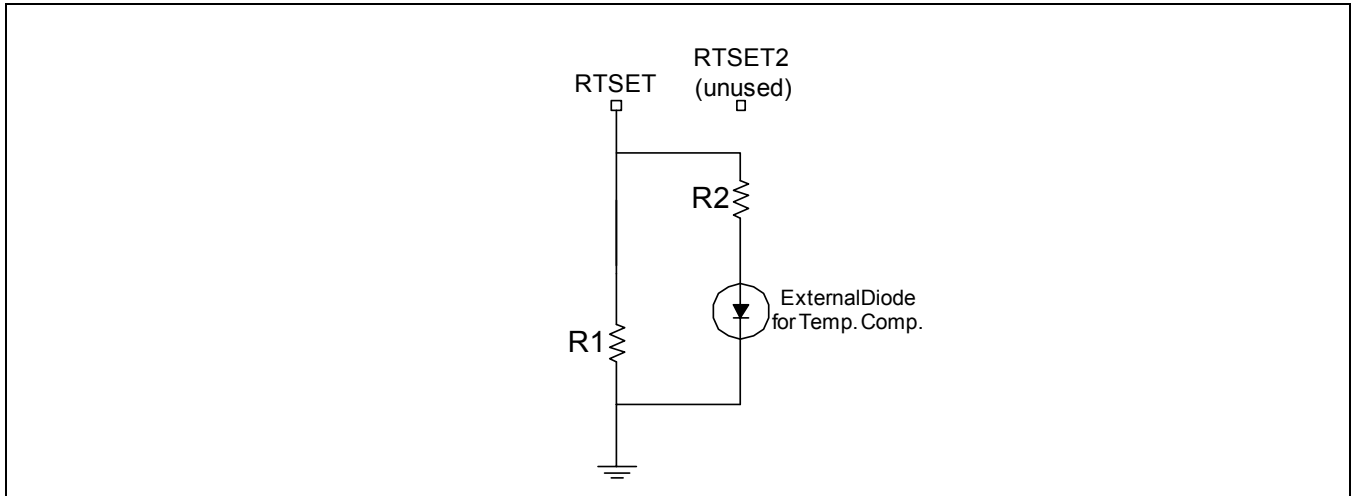 RTSET
RTSET2
(unused)
R2
R1
ExternalDiode
for Temp. Comp.